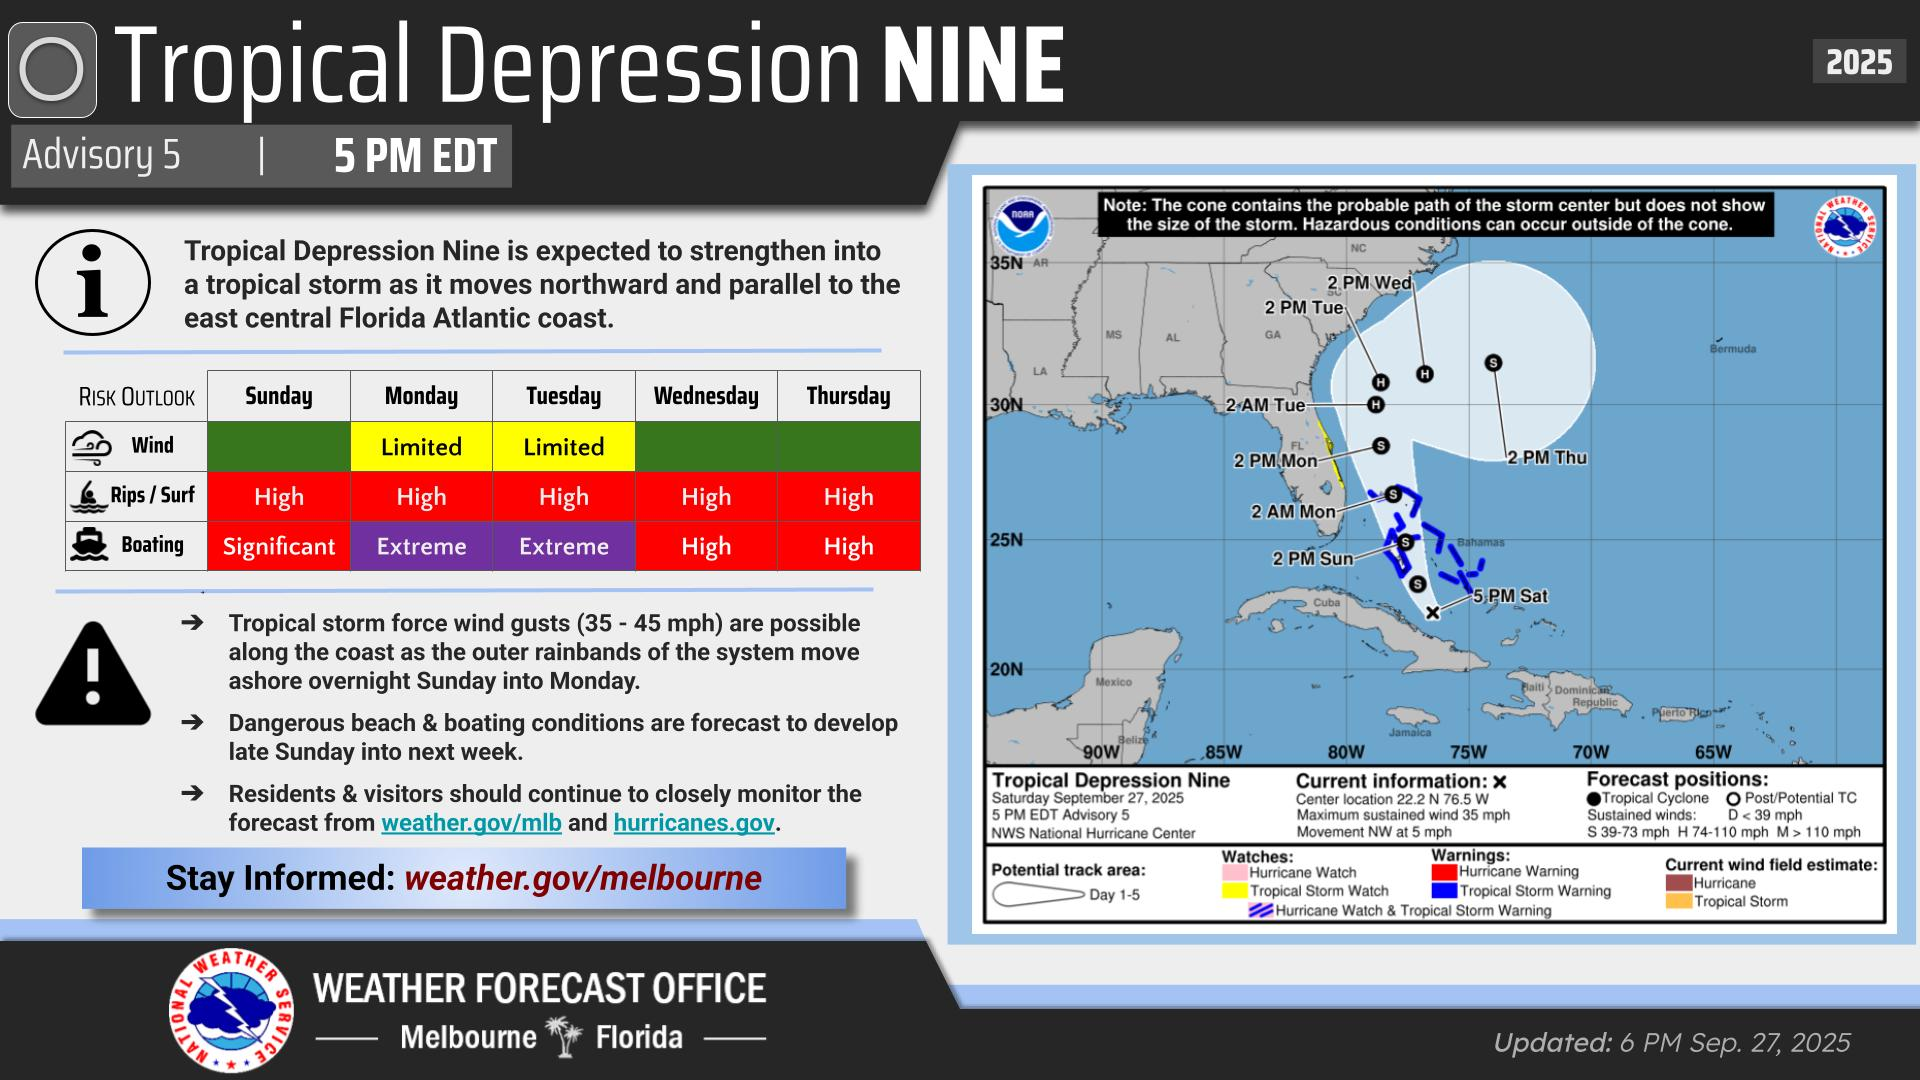 Tropical Depression NINE
2025
Advisory 5 | 5 PM EDT
Tropical Depression Nine is expected to strengthen into
a tropical storm as it moves northward and parallel to the
east central Florida Atlantic coast.
RISK OUTLOOK Sunday Monday Tuesday Wednesday Thursday
Wind Limited Limited
Rips / Surf High High High High High
Boating Significant Extreme Extreme High High
➔ Tropical storm force wind gusts (35 - 45 mph) are possible
along the coast as the outer rainbands of the system move
ashore overnight Sunday into Monday.
➔ Dangerous beach & boating conditions are forecast to develop
late Sunday into next week.
➔ Residents & visitors should continue to closely monitor the
forecast from weather.gov/mlb and hurricanes.gov.
Stay Informed: weather.gov/melbourne
NATIONAL WEATHER SERVICE
WEATHER FORECAST OFFICE
Melbourne Florida
NOAA
Note: The cone contains the probable path of the storm center but does not show
the size of the storm. Hazardous conditions can occur outside of the cone.
NATIONAL WEATHER SERVICE
NC
35N
AR
2 PM Wed
SC
2 PM Tue
MS
AL
GA
Bermuda
H
H
S
LA
30N
2 AM Tue
H
FL
S
2 PM Mon
2 PM Thu
S
2 AM Mon
25N
S
Bahamas
2 PM Sun
S
5 PM Sat
Cuba
20N
Mexico
Haiti
Dominican
Republic
Puerto Rico
Jamaica
Belize
90W 85W 80W 75W 70W 65W
Tropical Depression Nine
Saturday September 27, 2025
5 PM EDT Advisory 5
NWS National Hurricane Center
Current information: ×
Center location 22.2 N 76.5 W
Maximum sustained wind 35 mph
Movement NW at 5 mph
Forecast positions:
Tropical Cyclone Post/Potential TC
Sustained winds: D < 39 mph
S 39-73 mph H 74-110 mph M > 110 mph
Potential track area:
Day 1-5
Watches:
Hurricane Watch
Tropical Storm Watch
Warnings:
Hurricane Warning
Tropical Storm Warning
Hurricane Watch & Tropical Storm Warning
Current wind field estimate:
Hurricane
Tropical Storm
Updated: 6 PM Sep. 27, 2025